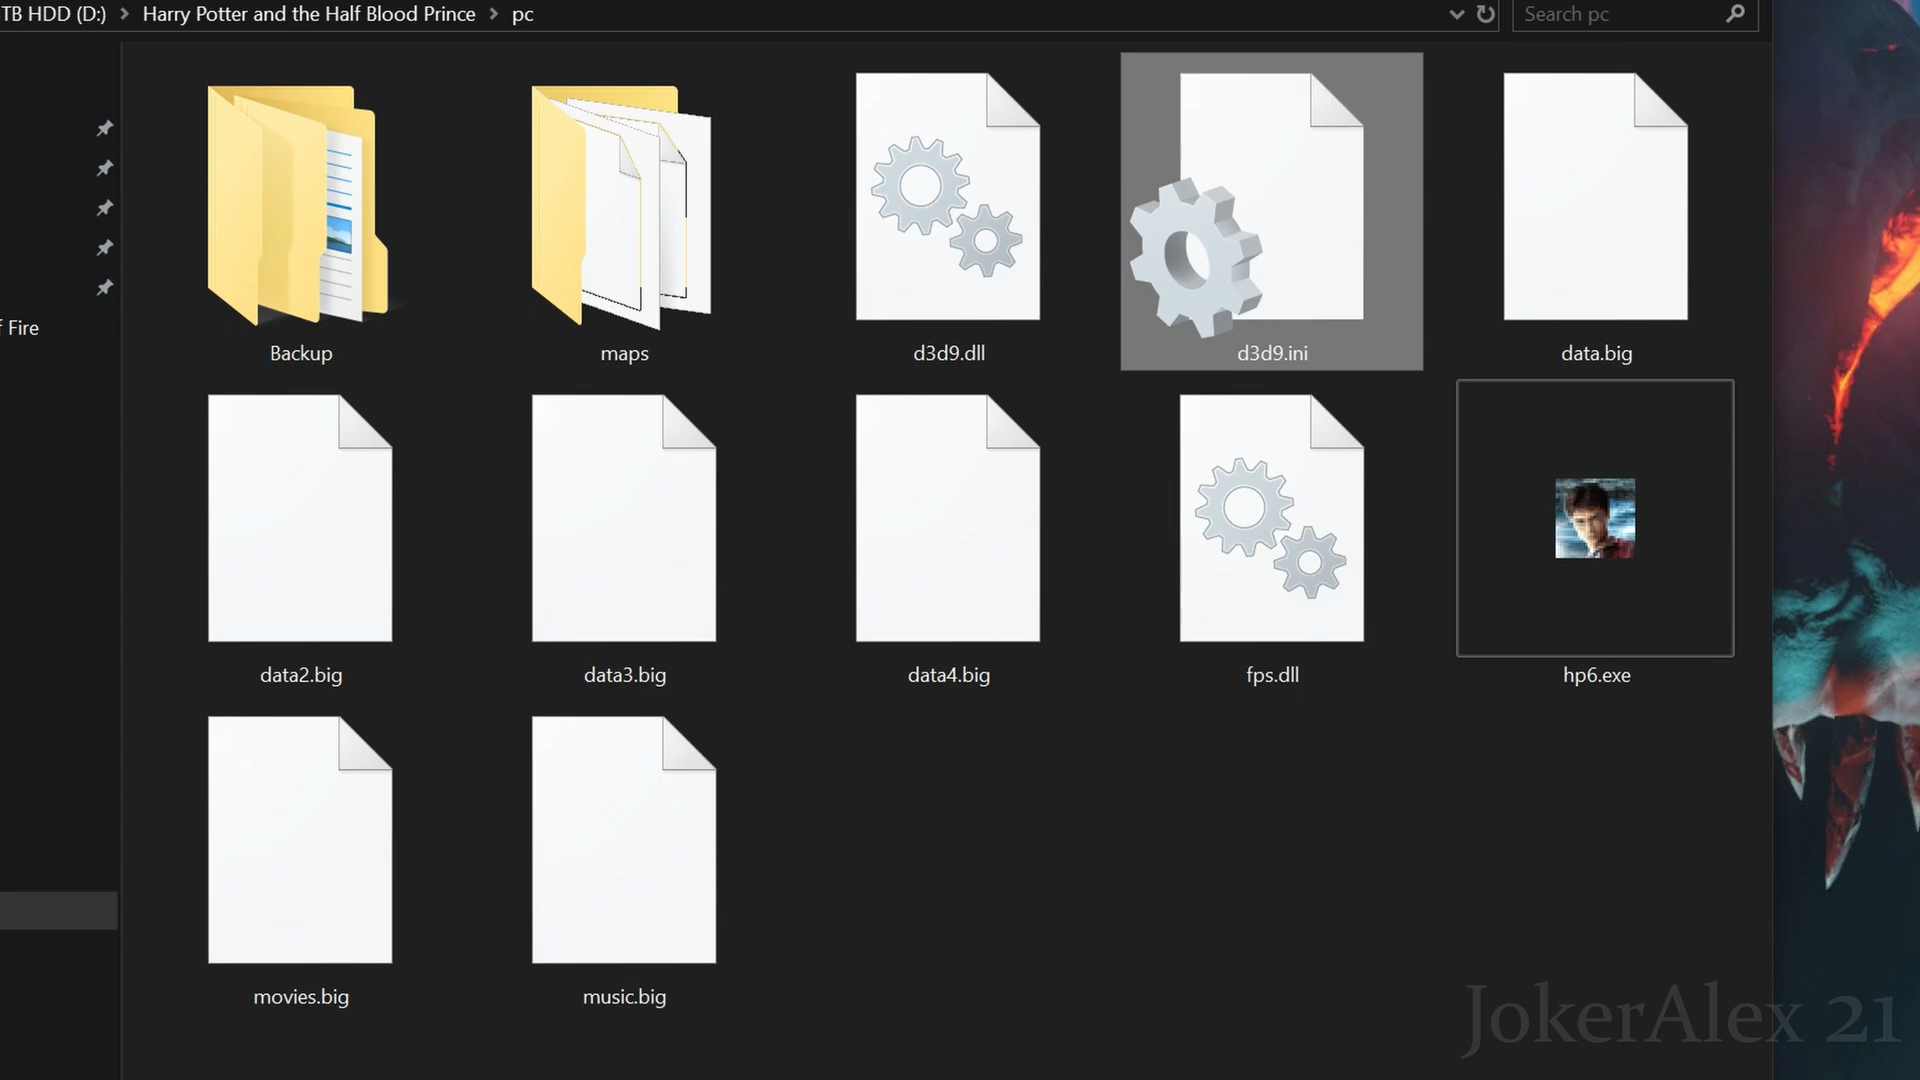 TB HDD (D:) > Harry Potter and the Half Blood Prince > pc
Search pc
f Fire
Backup
maps
d3d9.dll
d3d9.ini
data.big
data2.big
data3.big
data4.big
fps.dll
hp6.exe
movies.big
music.big
JokerAlex 21